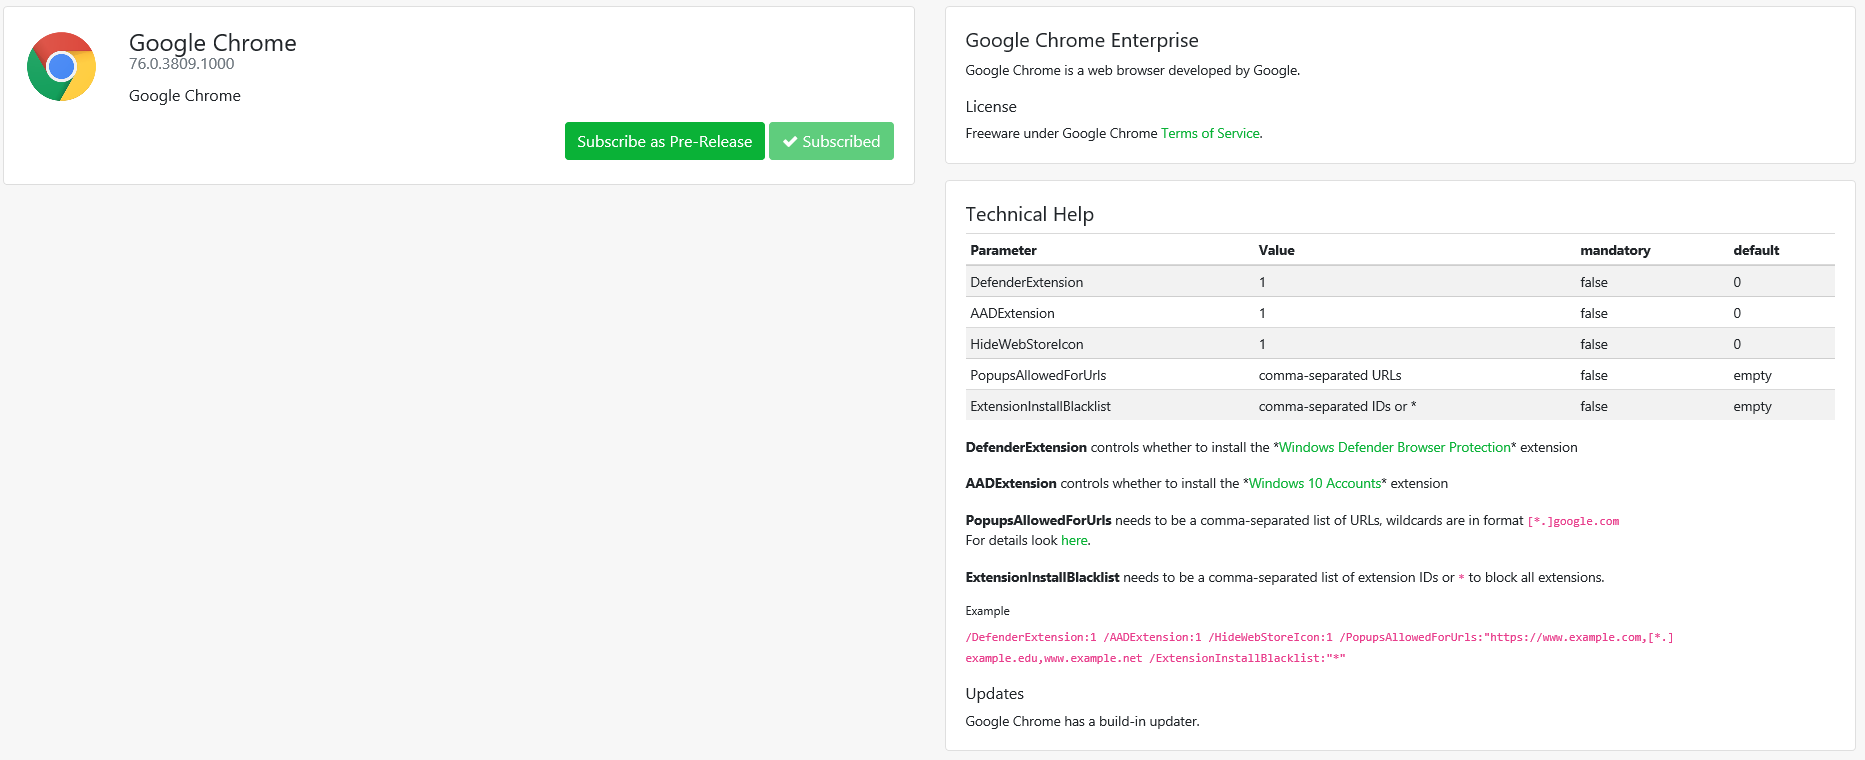 Google Chrome
76.0.3809.1000
Google Chrome
Subscribe as Pre-Release
Subscribed
Google Chrome Enterprise
Google Chrome is a web browser developed by Google.
License
Freeware under Google Chrome Terms of Service.
Technical Help
Parameter Value mandatory default
DefenderExtension 1 false 0
AADExtension 1 false 0
HideWebStoreIcon 1 false 0
PopupsAllowedForUrls comma-separated URLs false empty
ExtensionInstallBlacklist comma-separated IDs or * false empty
DefenderExtension controls whether to install the *Windows Defender Browser Protection* extension
AADExtension controls whether to install the *Windows 10 Accounts* extension
PopupsAllowedForUrls needs to be a comma-separated list of URLs, wildcards are in format [*.]google.com
For details look here.
ExtensionInstallBlacklist needs to be a comma-separated list of extension IDs or * to block all extensions.
Example
/DefenderExtension:1 /AADExtension:1 /HideWebStoreIcon:1 /PopupsAllowedForUrls:"https://www.example.com,[*.]
example.edu,www.example.net /ExtensionInstallBlacklist:"*"
Updates
Google Chrome has a build-in updater.